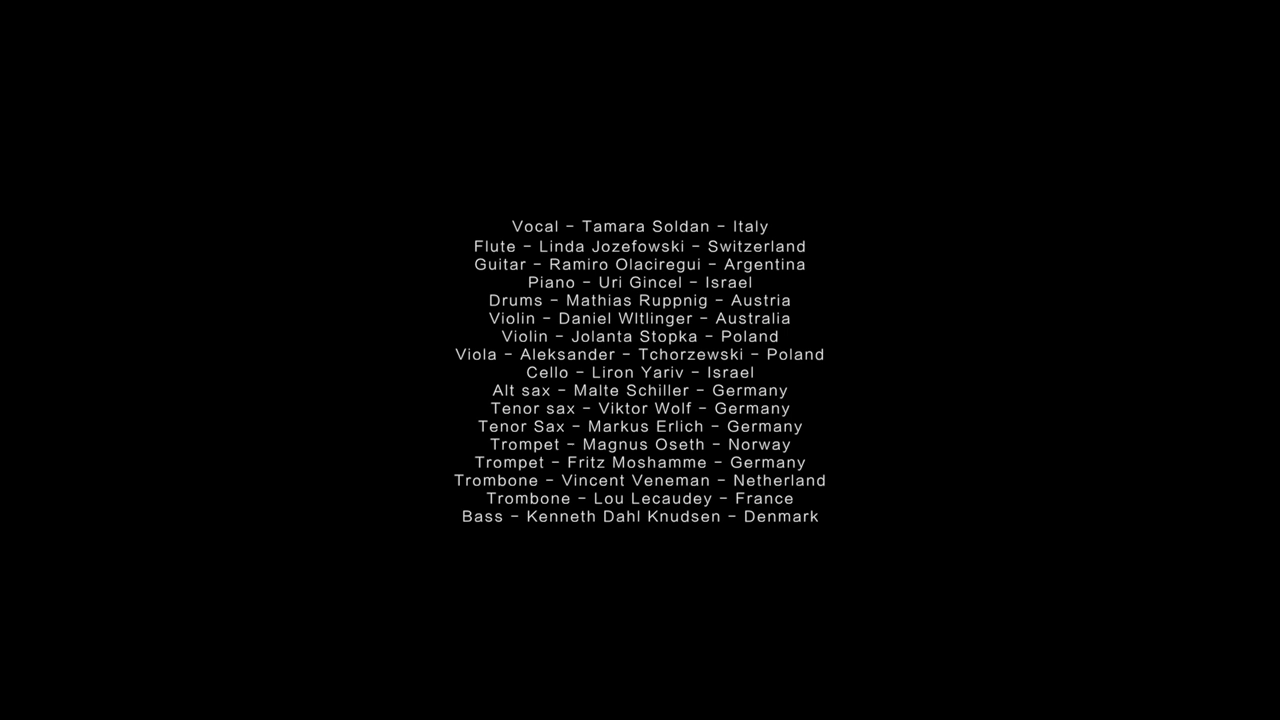 Vocal – Tamara Soldan – Italy
Flute – Linda Jozefowski – Switzerland
Guitar – Ramiro Olaciregui – Argentina
Piano – Uri Gincel – Israel
Drums – Mathias Ruppnig – Austria
Violin – Daniel Wltlinger – Australia
Violin – Jolanta Stopka – Poland
Viola – Aleksander – Tchorzewski – Poland
Cello – Liron Yariv – Israel
Alt sax – Malte Schiller – Germany
Tenor sax – Viktor Wolf – Germany
Tenor Sax – Markus Erlich – Germany
Trompet – Magnus Oseth – Norway
Trompet – Fritz Moshamme – Germany
Trombone – Vincent Veneman – Netherland
Trombone – Lou Lecaudey – France
Bass – Kenneth Dahl Knudsen – Denmark